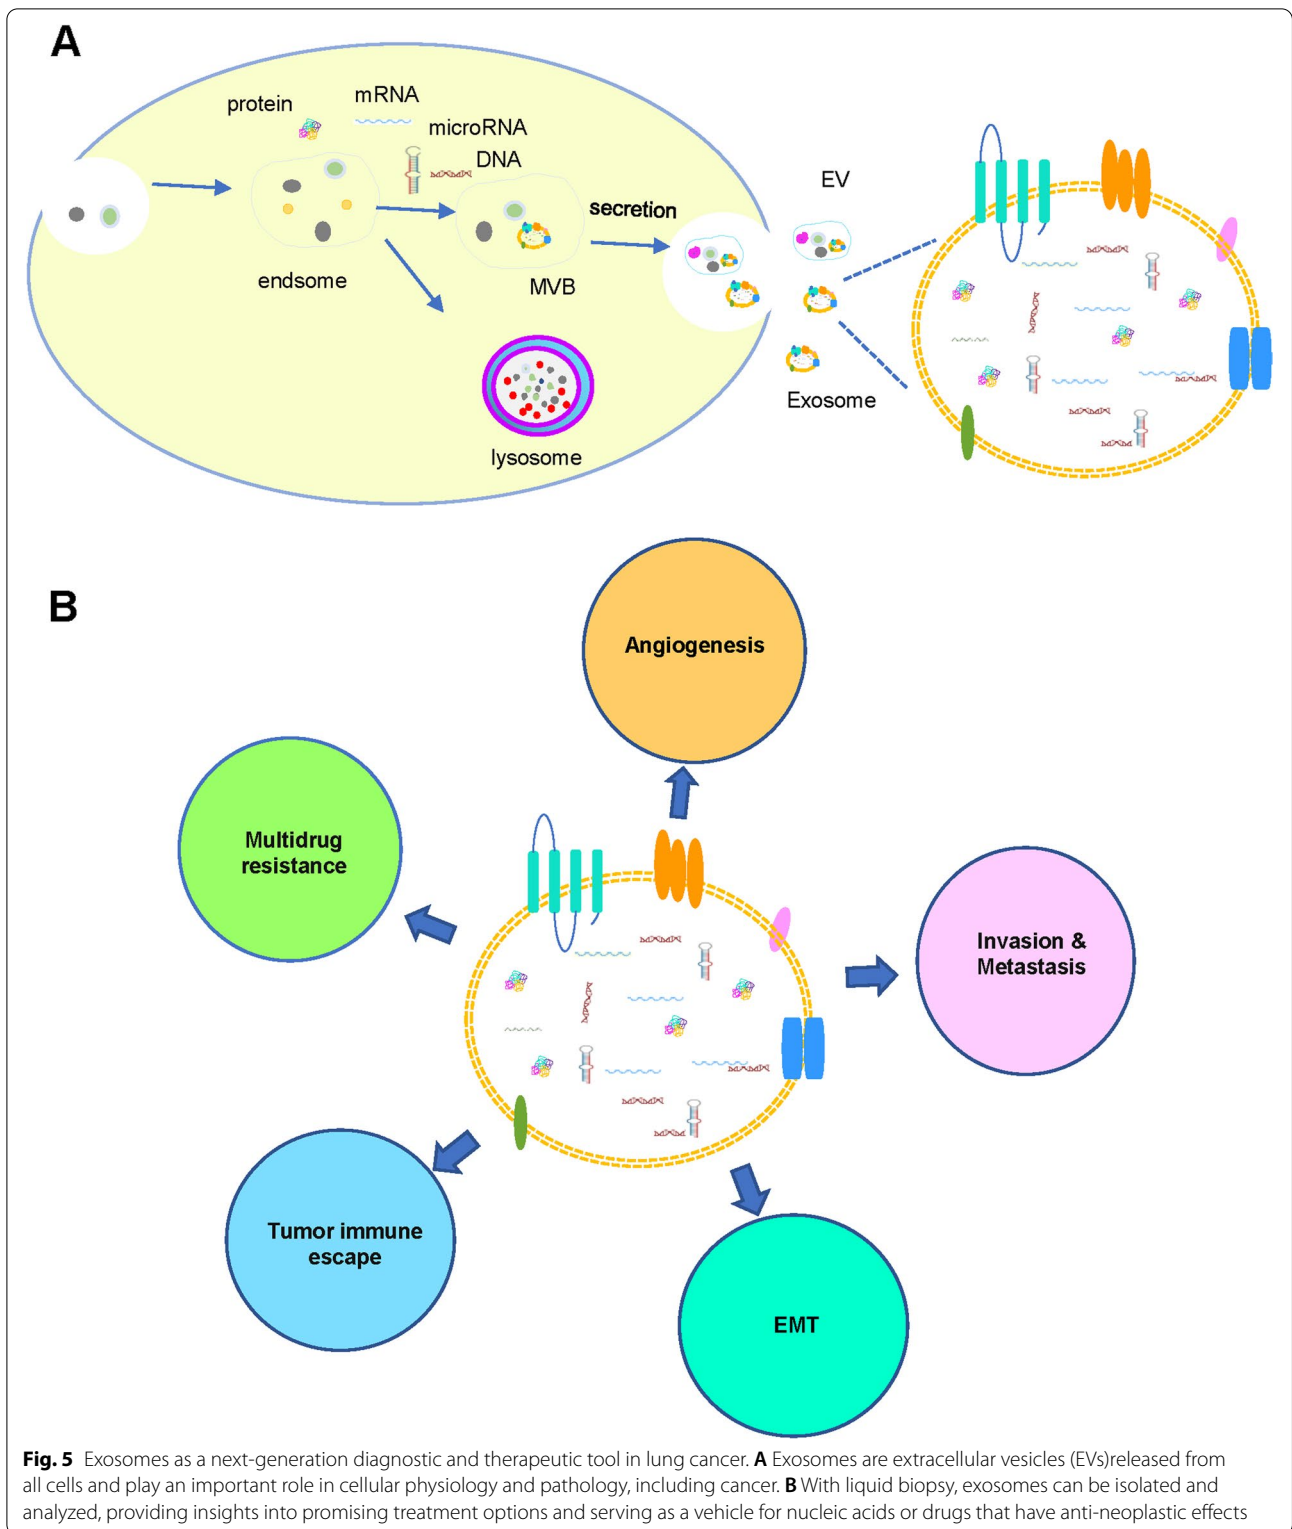 A
protein
mRNA
microRNA
DNA
EV
secretion
endsome
MVB
Exosome
lysosome
B
Angiogenesis
Multidrug
resistance
Invasion &
Metastasis
Tumor immune
escape
EMT
Fig. 5 Exosomes as a next-generation diagnostic and therapeutic tool in lung cancer. A Exosomes are extracellular vesicles (EVs)released from
all cells and play an important role in cellular physiology and pathology, including cancer. B With liquid biopsy, exosomes can be isolated and
analyzed, providing insights into promising treatment options and serving as a vehicle for nucleic acids or drugs that have anti-neoplastic effects